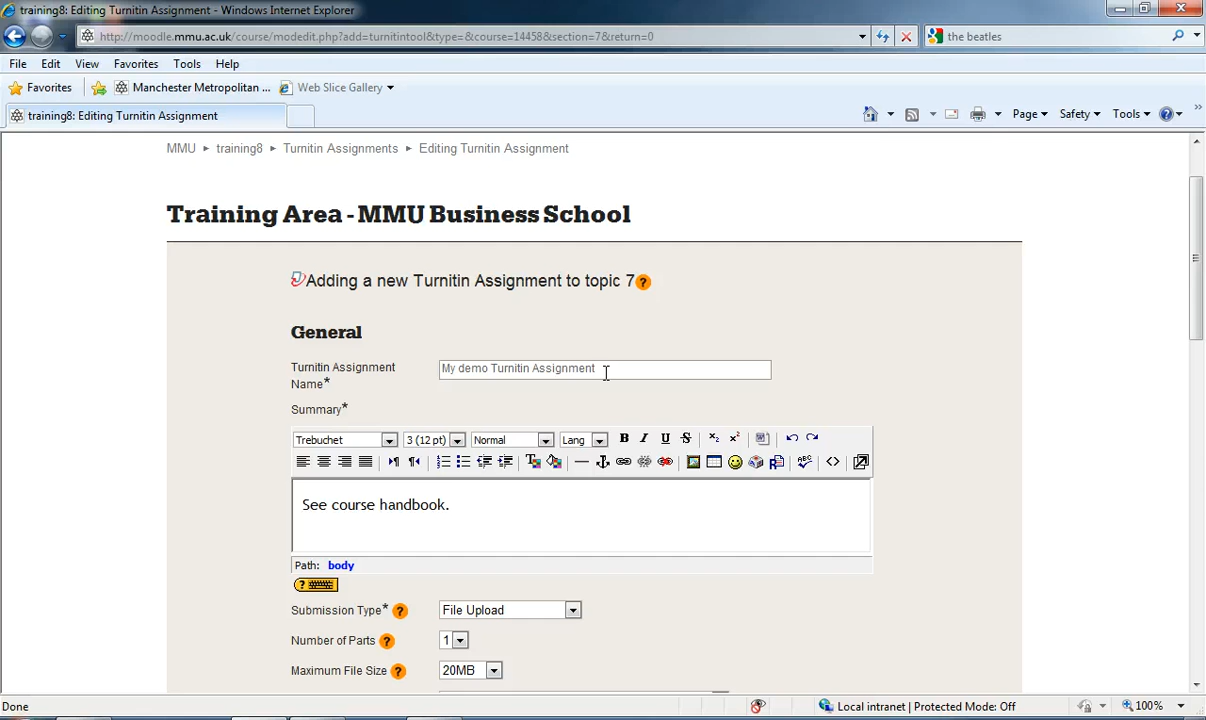 training8: Editing Turnitin Assignment - Windows Internet Explorer
http://moodle.mmu.ac.uk/course/modedit.php?add=turnitintool&type=&course=14458&section=7&return=0
the beatles
File Edit View Favorites Tools Help
Favorites Manchester Metropolitan ... Web Slice Gallery
training8: Editing Turnitin Assignment
Page Safety Tools
MMU ► training8 ► Turnitin Assignments ► Editing Turnitin Assignment
Training Area - MMU Business School
Adding a new Turnitin Assignment to topic 7 ?
General
Turnitin Assignment
Name*
My demo Turnitin Assignment
Summary*
Trebuchet 3 (12 pt) Normal Lang B I U S x₂ x²
ABC <>
See course handbook.
Path: body
?
Submission Type* ? File Upload
Number of Parts ? 1
Maximum File Size ? 20MB
Done Local intranet | Protected Mode: Off 100%